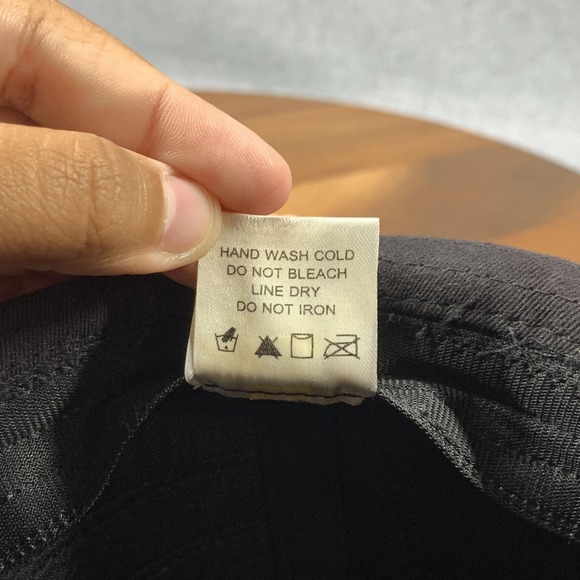 HAND WASH COLD
DO NOT BLEACH
LINE DRY
DO NOT IRON